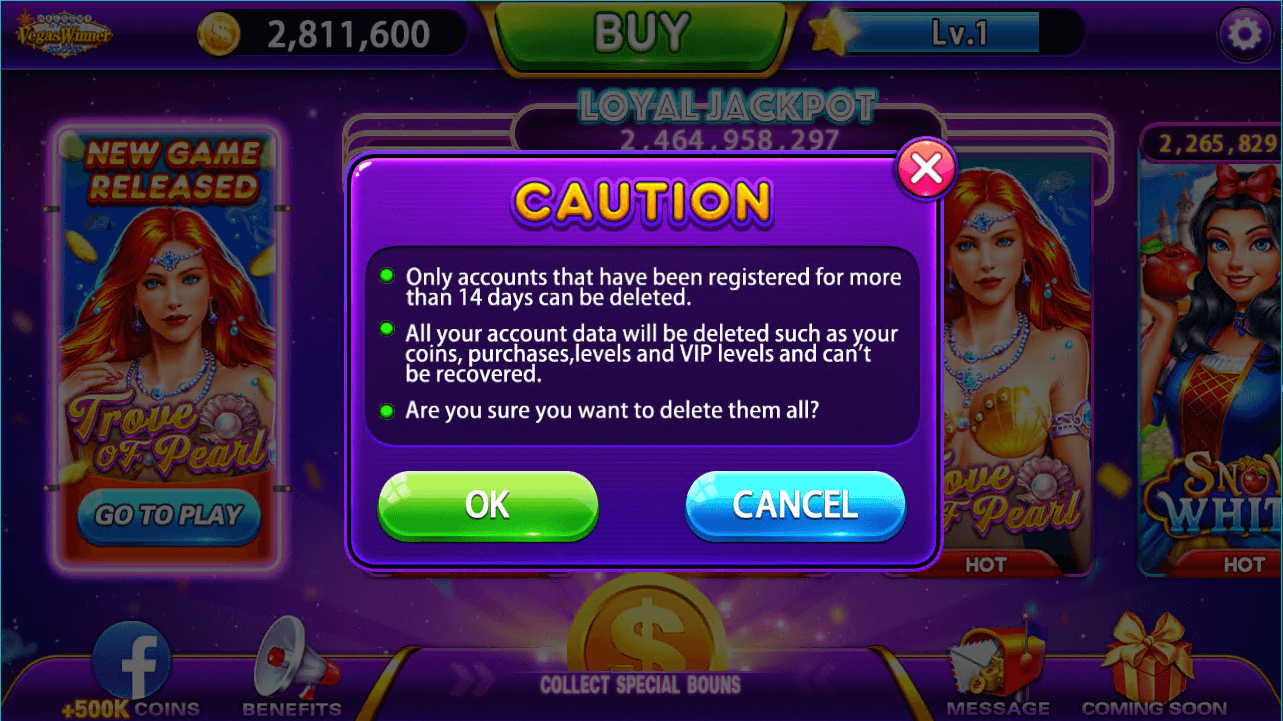 WELCOME
VegasWinner
2,811,600
BUY
Lv.1
LOYAL JACKPOT
2,464,958,297
2,265,829
NEW GAME
RELEASED
CAUTION
Only accounts that have been registered for more
than 14 days can be deleted.
All your account data will be deleted such as your
coins, purchases,levels and VIP levels and can't
be recovered.
Are you sure you want to delete them all?
OK
CANCEL
Trove
OF Pearl
GO TO PLAY
rove
F Pearl
HOT
SNOW
WHIT
HOT
f
$
+500K COINS
BENEFITS
COLLECT SPECIAL BOUNS
MESSAGE
COMING SOON